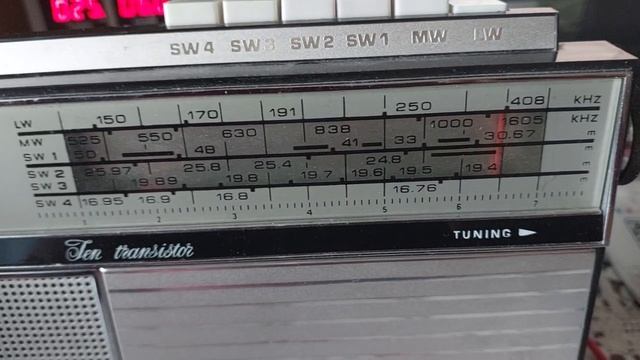 SW4 SW3 SW2 SW1 MW LW
LW 150 170 191 250 408 KHZ
MW 525 550 630 838 1000 1605 KHZ
SW 1 50 48 41 33 30.67
SW 2 25.97 25.8 25.4 24.8
SW 3 19.89 19.8 19.7 19.6 19.5 19.4
SW 4 16.95 16.9 16.8 16.76
1 2 3 4 5 6 7
Ten transistor TUNING